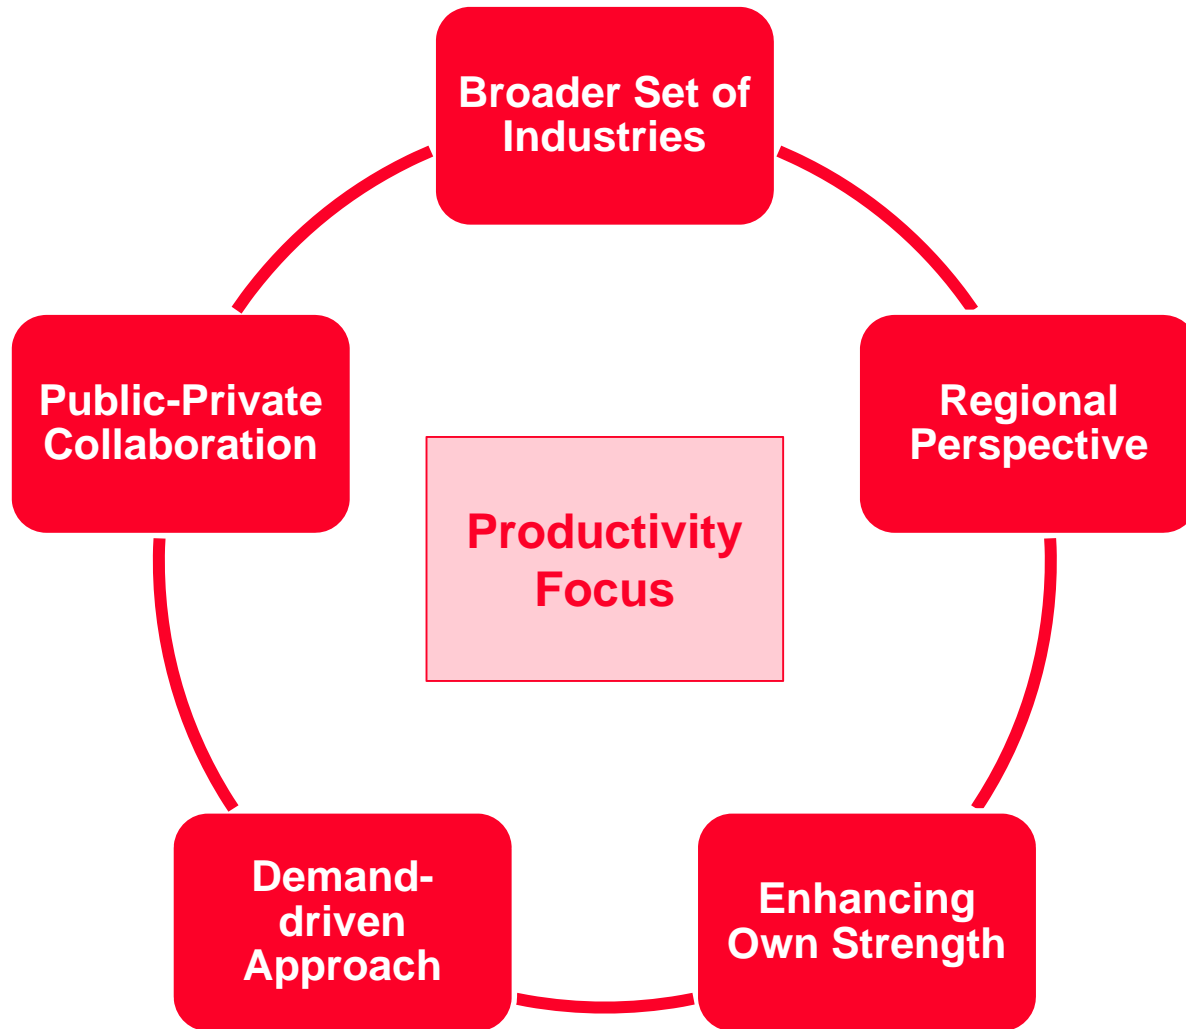 Broader Set of
Industries
Public-Private
Collaboration
Regional
Perspective
Productivity
Focus
Demand-
driven
Approach
Enhancing
Own Strength